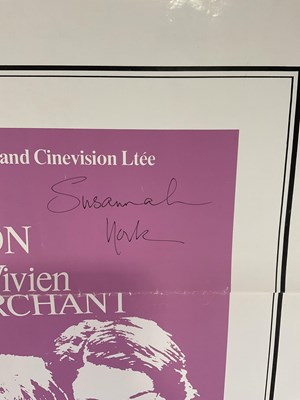 and Cinevision Ltée
Susannah
York
ON
Vivien
RCHANT